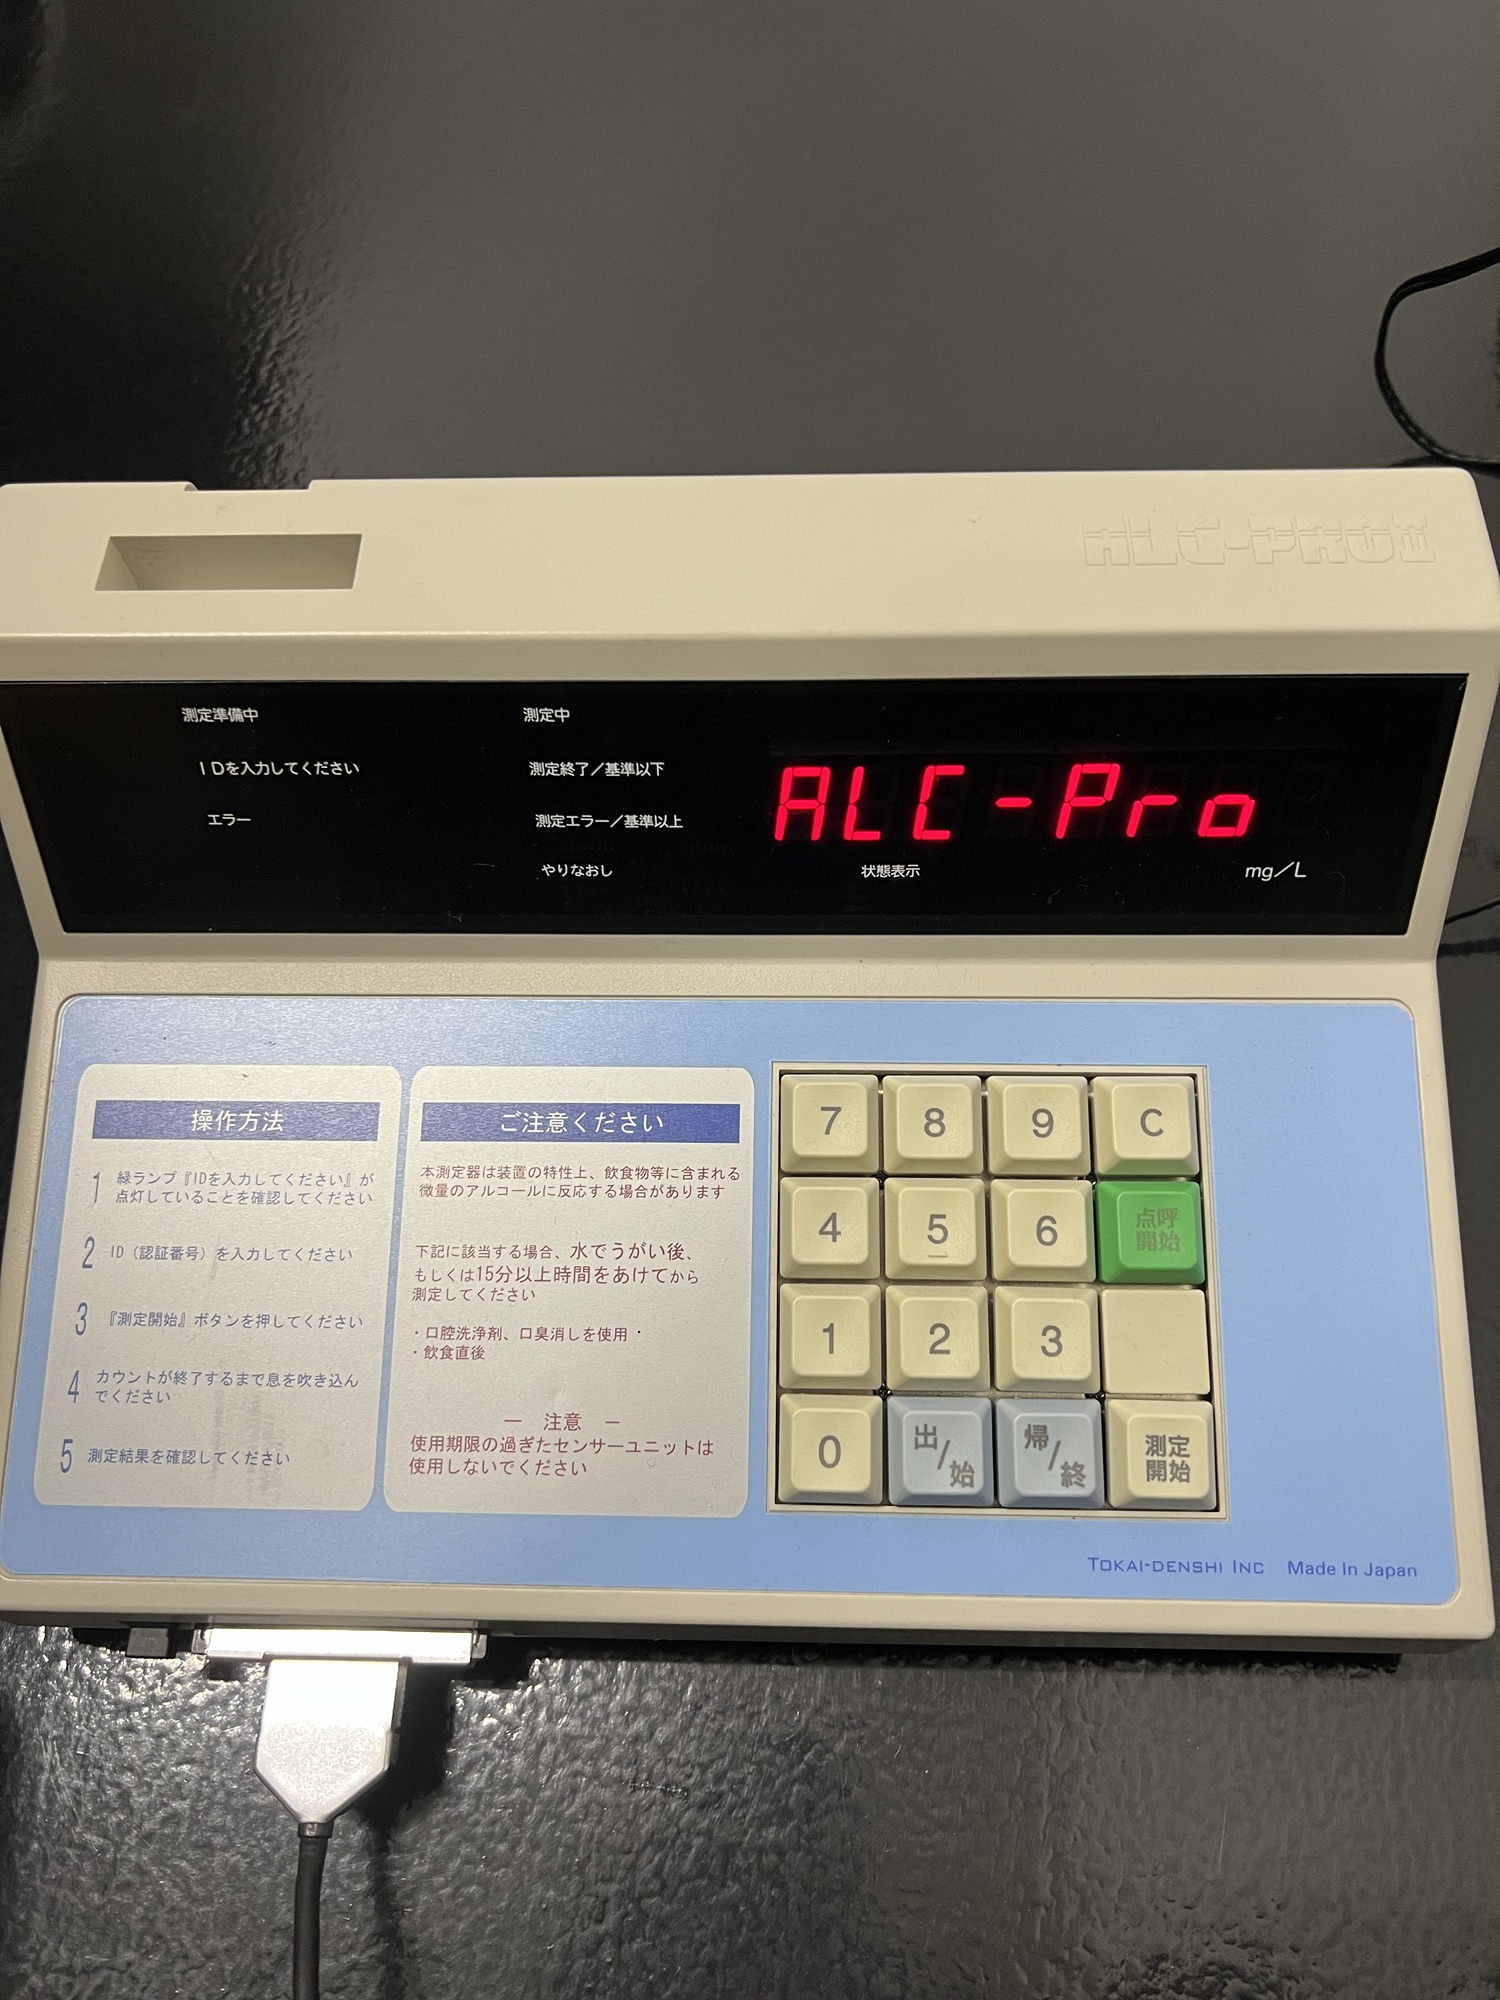 ALC-PROⅡ
測定準備中
IDを入力してください
エラー
測定中
測定終了/基準以下
測定エラー/基準以上
やりなおし
ALC-Pro
状態表示
mg/L
操作方法
1 緑ランプ『IDを入力してください』が
点灯していることを確認してください
2 ID（認証番号）を入力してください
3 『測定開始』ボタンを押してください
4 カウントが終了するまで息を吹き込ん
でください
5 測定結果を確認してください
ご注意ください
本測定器は装置の特性上、飲食物等に含まれる
微量のアルコールに反応する場合があります
下記に該当する場合、水でうがい後、
もしくは15分以上時間をあけてから
測定してください
・口腔洗浄剤、口臭消しを使用
・飲食直後
— 注意 —
使用期限の過ぎたセンサーユニットは
使用しないでください
7 8 9 C
4 5 6 点呼
開始
1 2 3
0 出/始 帰/終 測定
開始
TOKAI-DENSHI INC Made In Japan